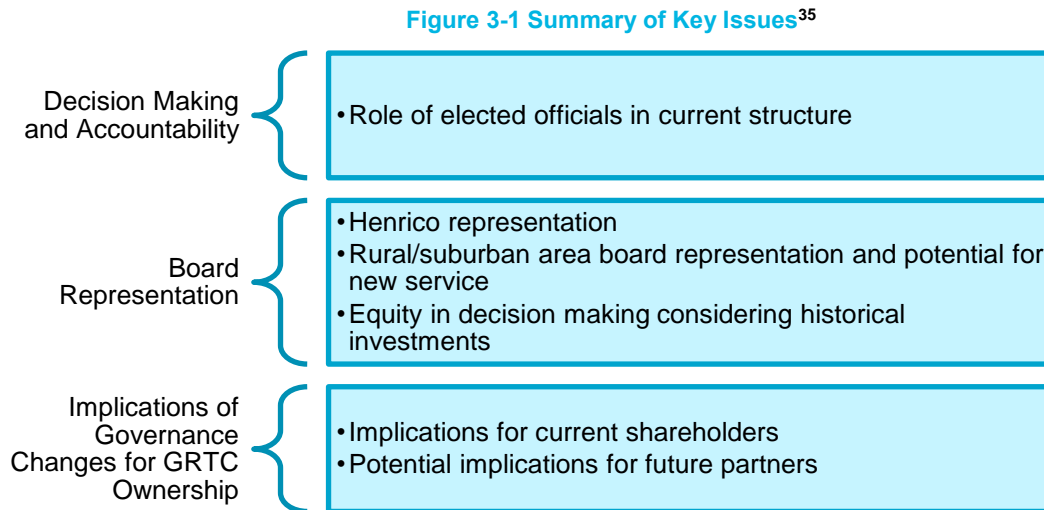 Figure 3-1 Summary of Key Issues35
Decision Making
and Accountability
•Role of elected officials in current structure
Board
Representation
•Henrico representation
•Rural/suburban area board representation and potential for
new service
•Equity in decision making considering historical
investments
Implications of
Governance
Changes for GRTC
Ownership
•Implications for current shareholders
•Potential implications for future partners